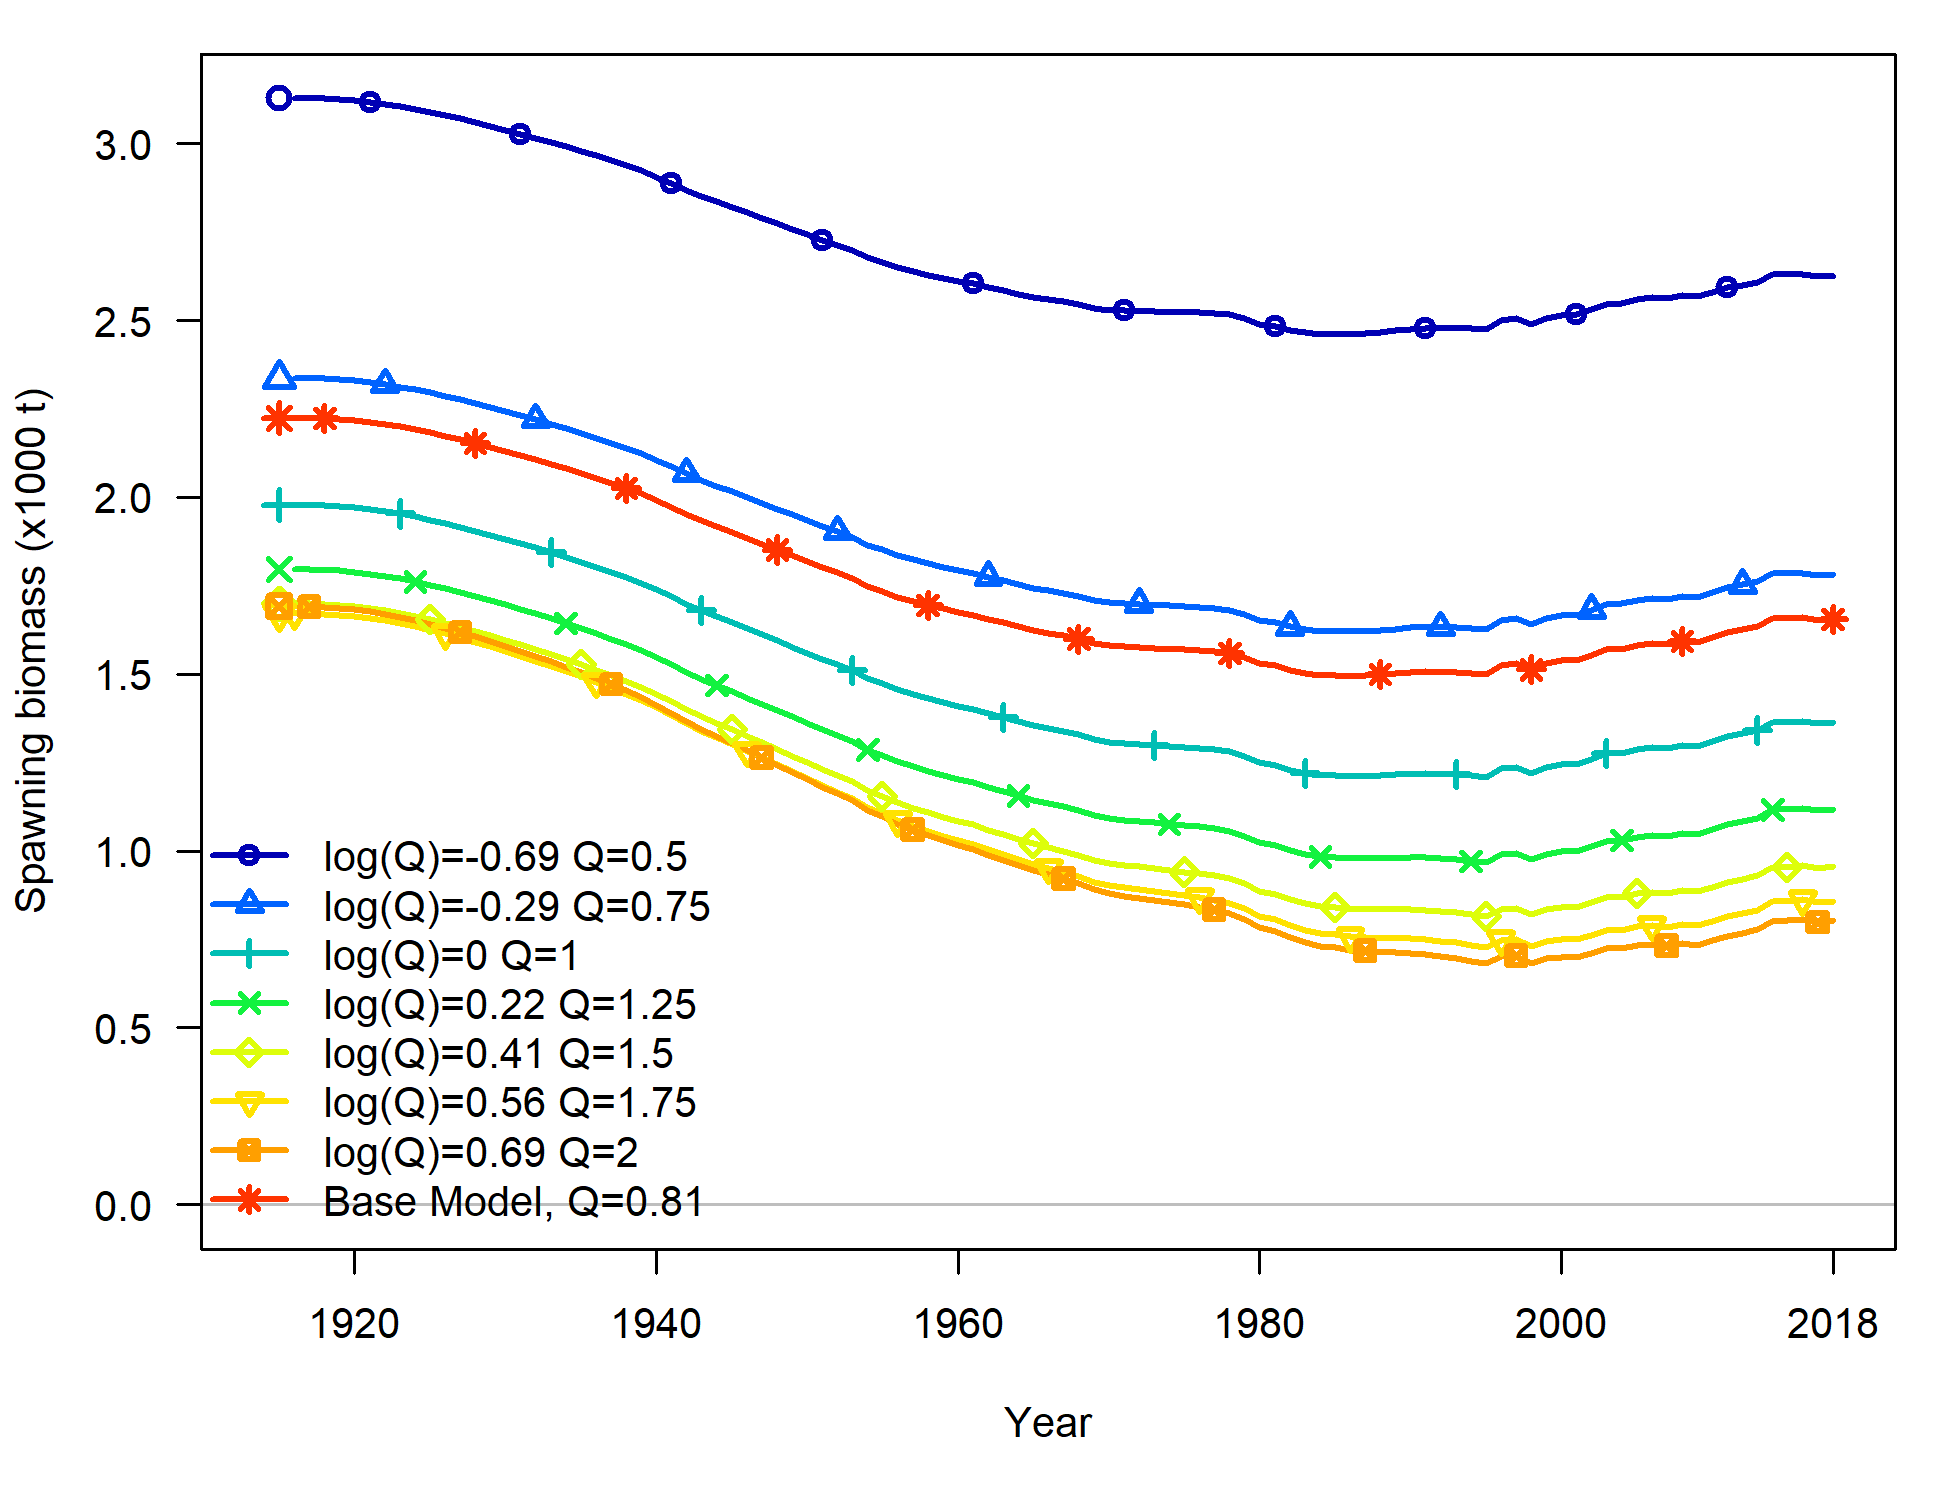 Spawning biomass (x1000 t)
3.0
2.5
2.0
1.5
1.0
0.5
0.0
log(Q)=-0.69 Q=0.5
log(Q)=-0.29 Q=0.75
log(Q)=0 Q=1
log(Q)=0.22 Q=1.25
log(Q)=0.41 Q=1.5
log(Q)=0.56 Q=1.75
log(Q)=0.69 Q=2
Base Model, Q=0.81
1920 1940 1960 1980 2000 2018
Year